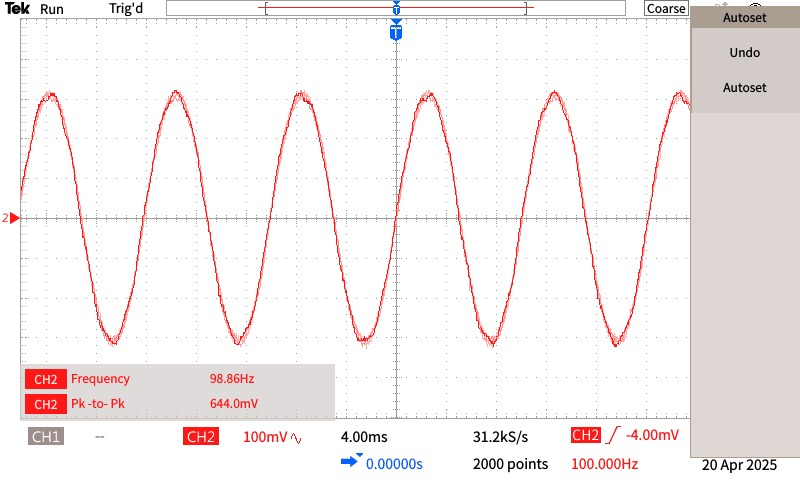 Tek Run Trig'd T Coarse Autoset
T
Undo
Autoset
2
CH2 Frequency 98.86Hz
CH2 Pk-to-Pk 644.0mV
CH1 -- CH2 100mV 4.00ms 31.2kS/s CH2 -4.00mV
0.00000s 2000 points 100.000Hz 20 Apr 2025